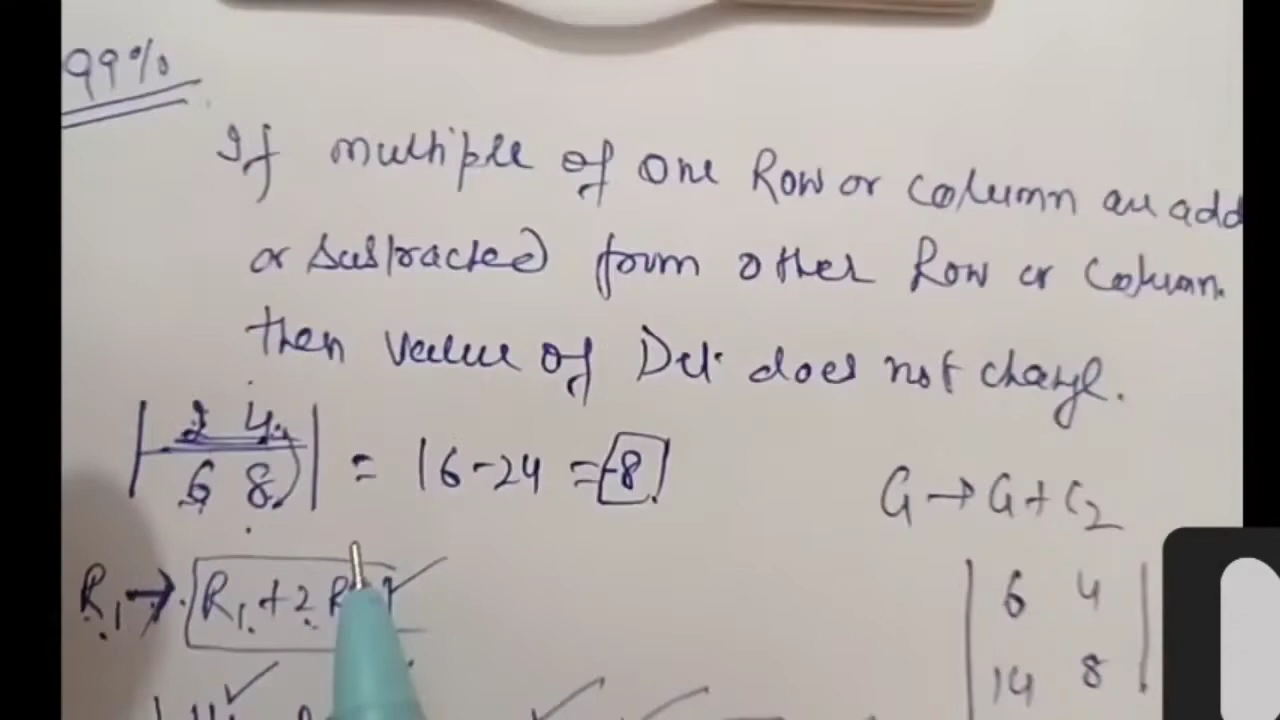 99%
If multiple of one Row or column are add
or Subtracted from other Row or Column.
then value of Det. does not change.
| 2 4 |
| 6 8 | = 16-24 = -8
C1 → C1+C2
R1 → R1+2R
| 6 4 |
| 14 8 |